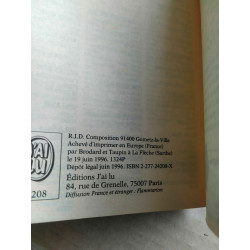 R.I.D. Composition 91400 Gometz-la-Ville
Achevé d'imprimer en Europe (France)
par Brodard et Taupin à La Flèche (Sarthe)
le 19 juin 1996. 1324P
Dépôt légal juin 1996. ISBN 2-277-24208-X
Éditions J'ai lu
84, rue de Grenelle, 75007 Paris
Diffusion France et étranger : Flammarion
J'AI
LU
208